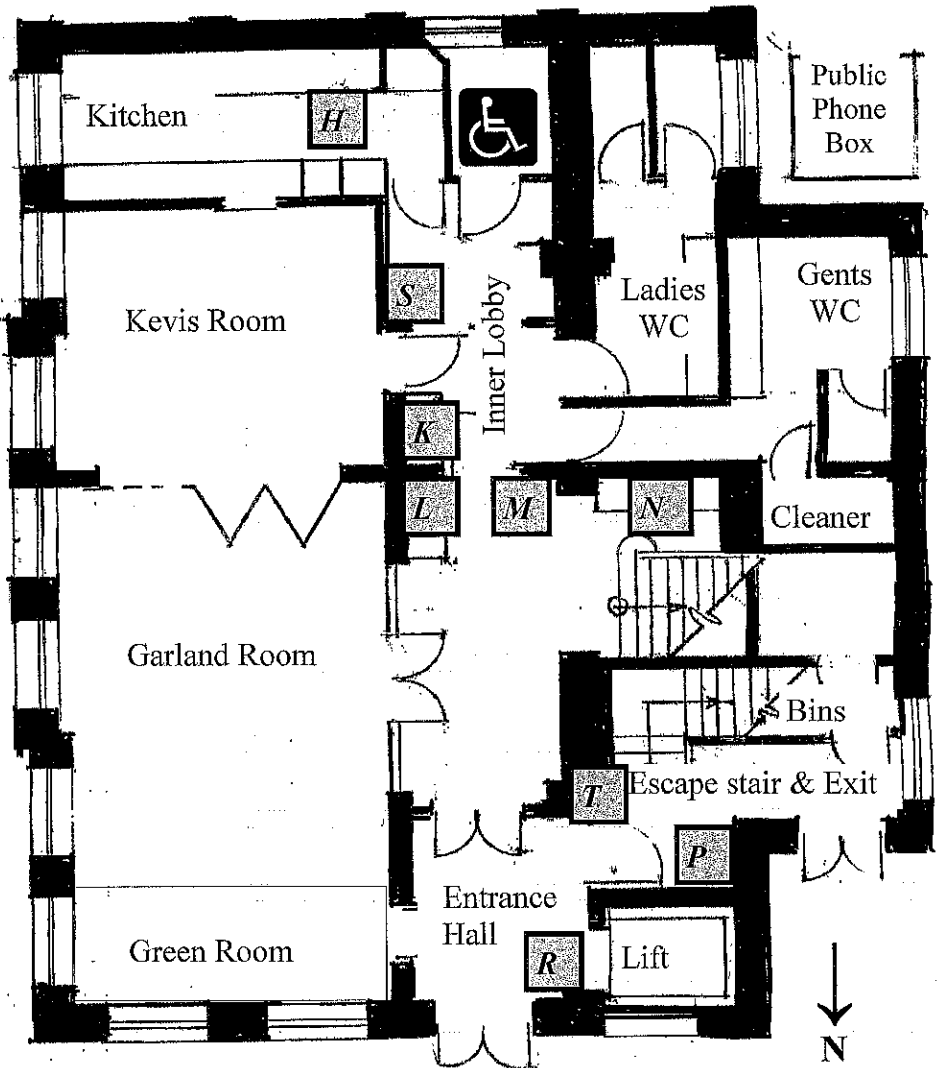 Public
Phone
Box
Kitchen
H
Gents
WC
Ladies
WC
S
Kevis Room
Inner Lobby
K
L
M
N
Cleaner
Garland Room
Bins
T
Escape stair & Exit
P
Entrance
Hall
Green Room
R
Lift
N